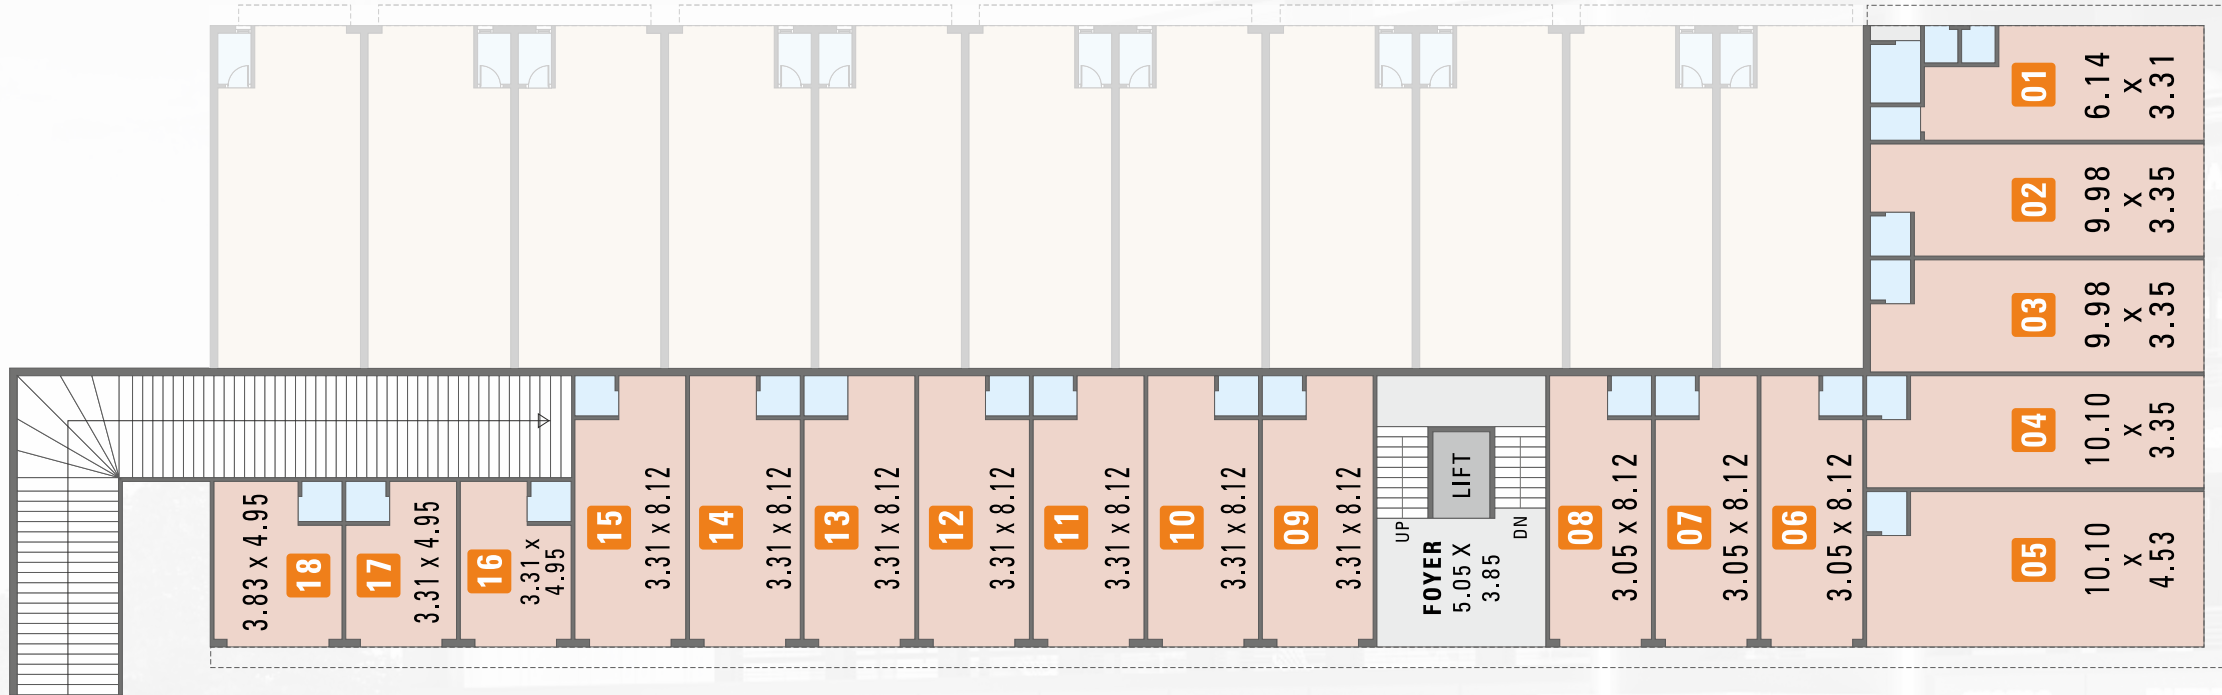 01
6.14
X
3.31
02
9.98
X
3.35
03
9.98
X
3.35
04
10.10
X
3.35
05
10.10
X
4.53
06
3.05 x 8.12
07
3.05 x 8.12
08
3.05 x 8.12
LIFT
UP
DN
FOYER
5.05 X
3.85
09
3.31 x 8.12
10
3.31 x 8.12
11
3.31 x 8.12
12
3.31 x 8.12
13
3.31 x 8.12
14
3.31 x 8.12
15
3.31 x 8.12
16
3.31 x
4.95
17
3.31 x 4.95
18
3.83 x 4.95